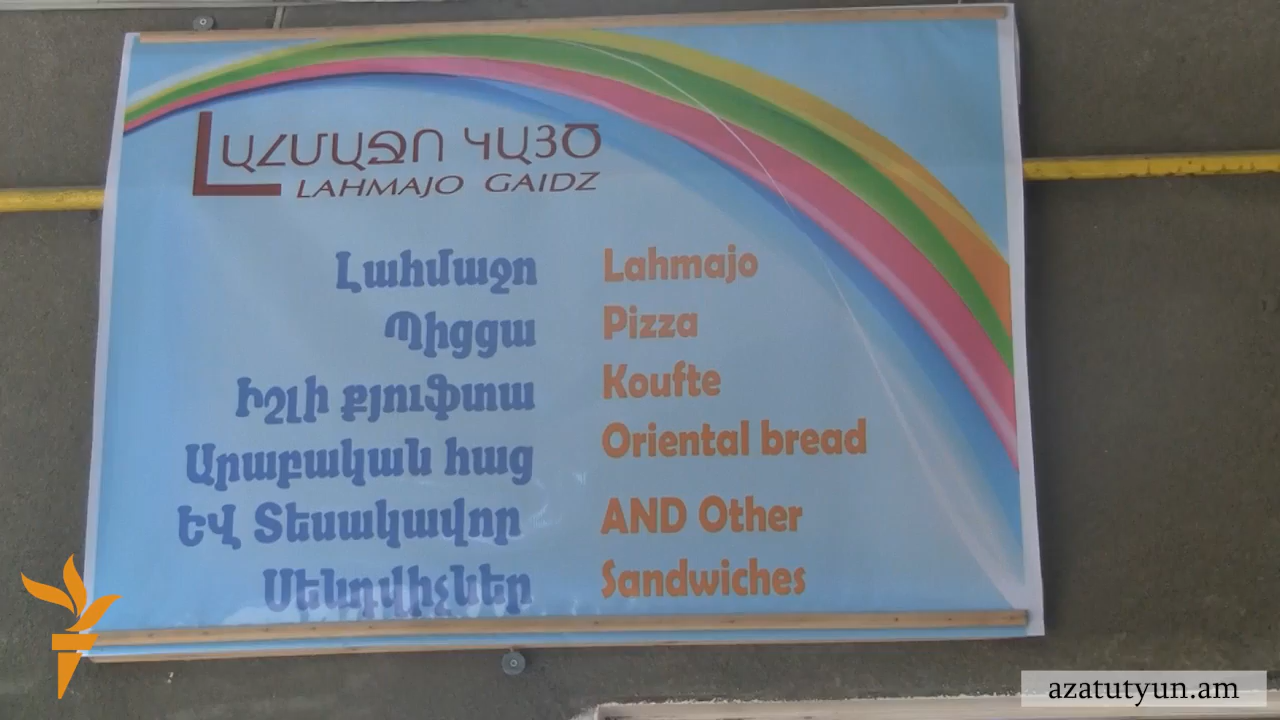 ԼԱՀՄԱՋՈ ԿԱՅԾ
LAHMAJO GAIDZ
Լահմաջո
Պիցցա
Իշլի քյուֆտա
Արաբական հաց
ԵՎ Տեսակավոր
Սենդվիչներ
Lahmajo
Pizza
Koufte
Oriental bread
AND Other
Sandwiches
azatutyun.am